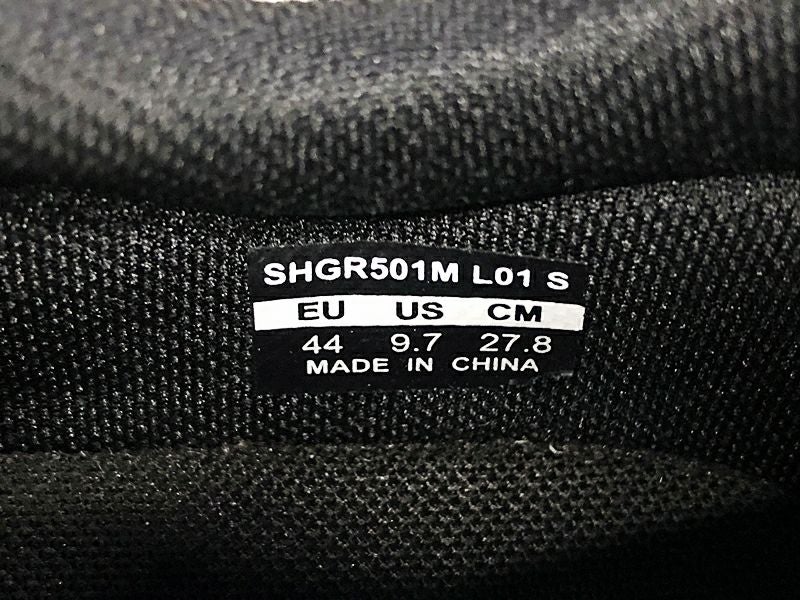 SHGR501M L01 S
EU US CM
44 9.7 27.8
MADE IN CHINA